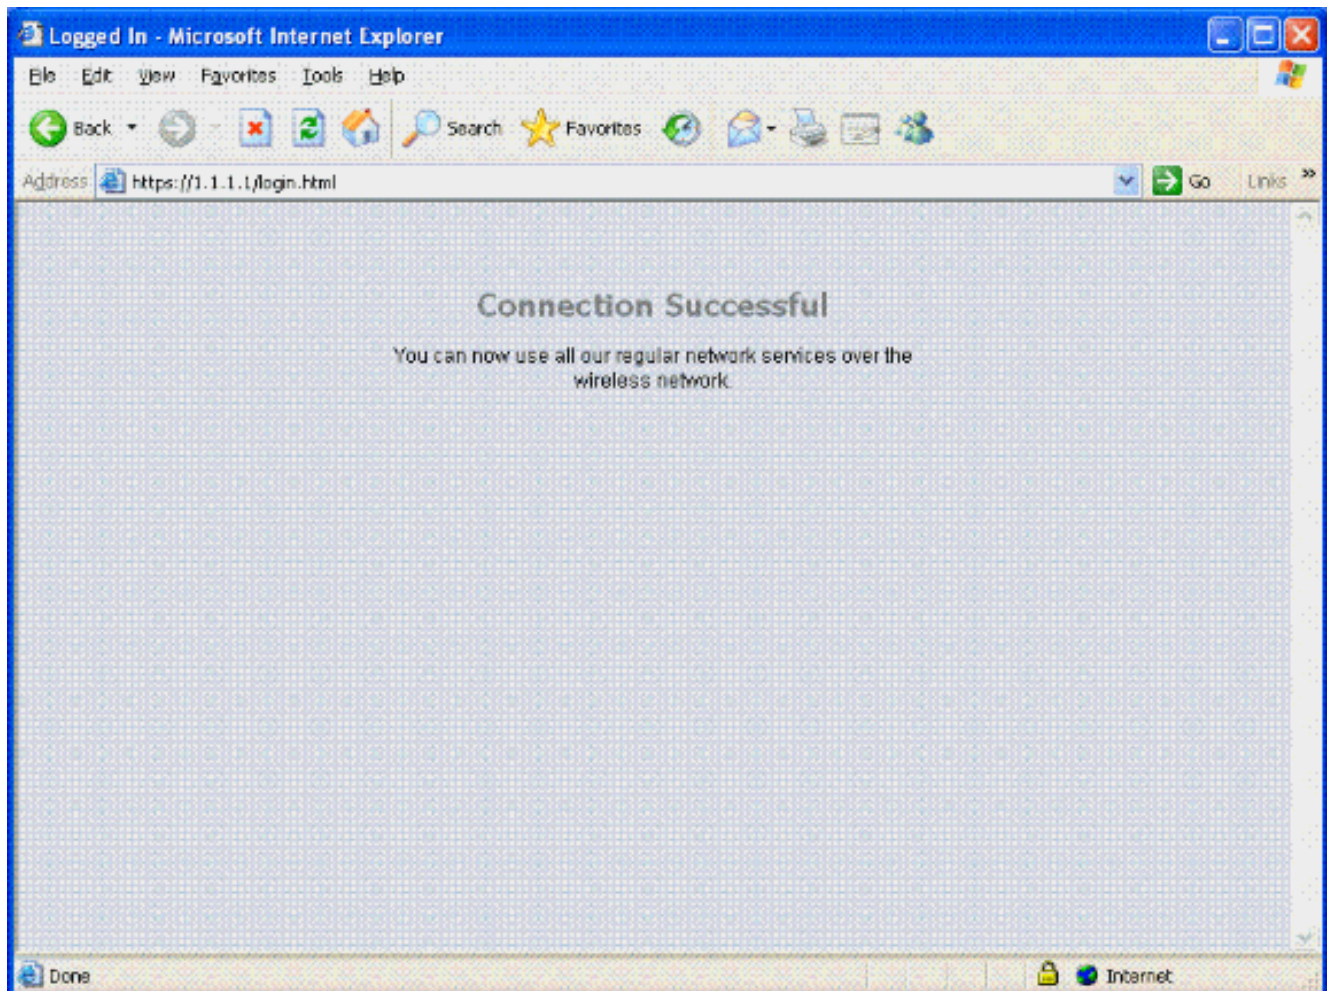 Logged In - Microsoft Internet Explorer
File Edit View Favorites Tools Help
Back Search Favorites
Address https://1.1.1.1/login.html Go Links »
Connection Successful
You can now use all our regular network services over the
wireless network.
Done Internet